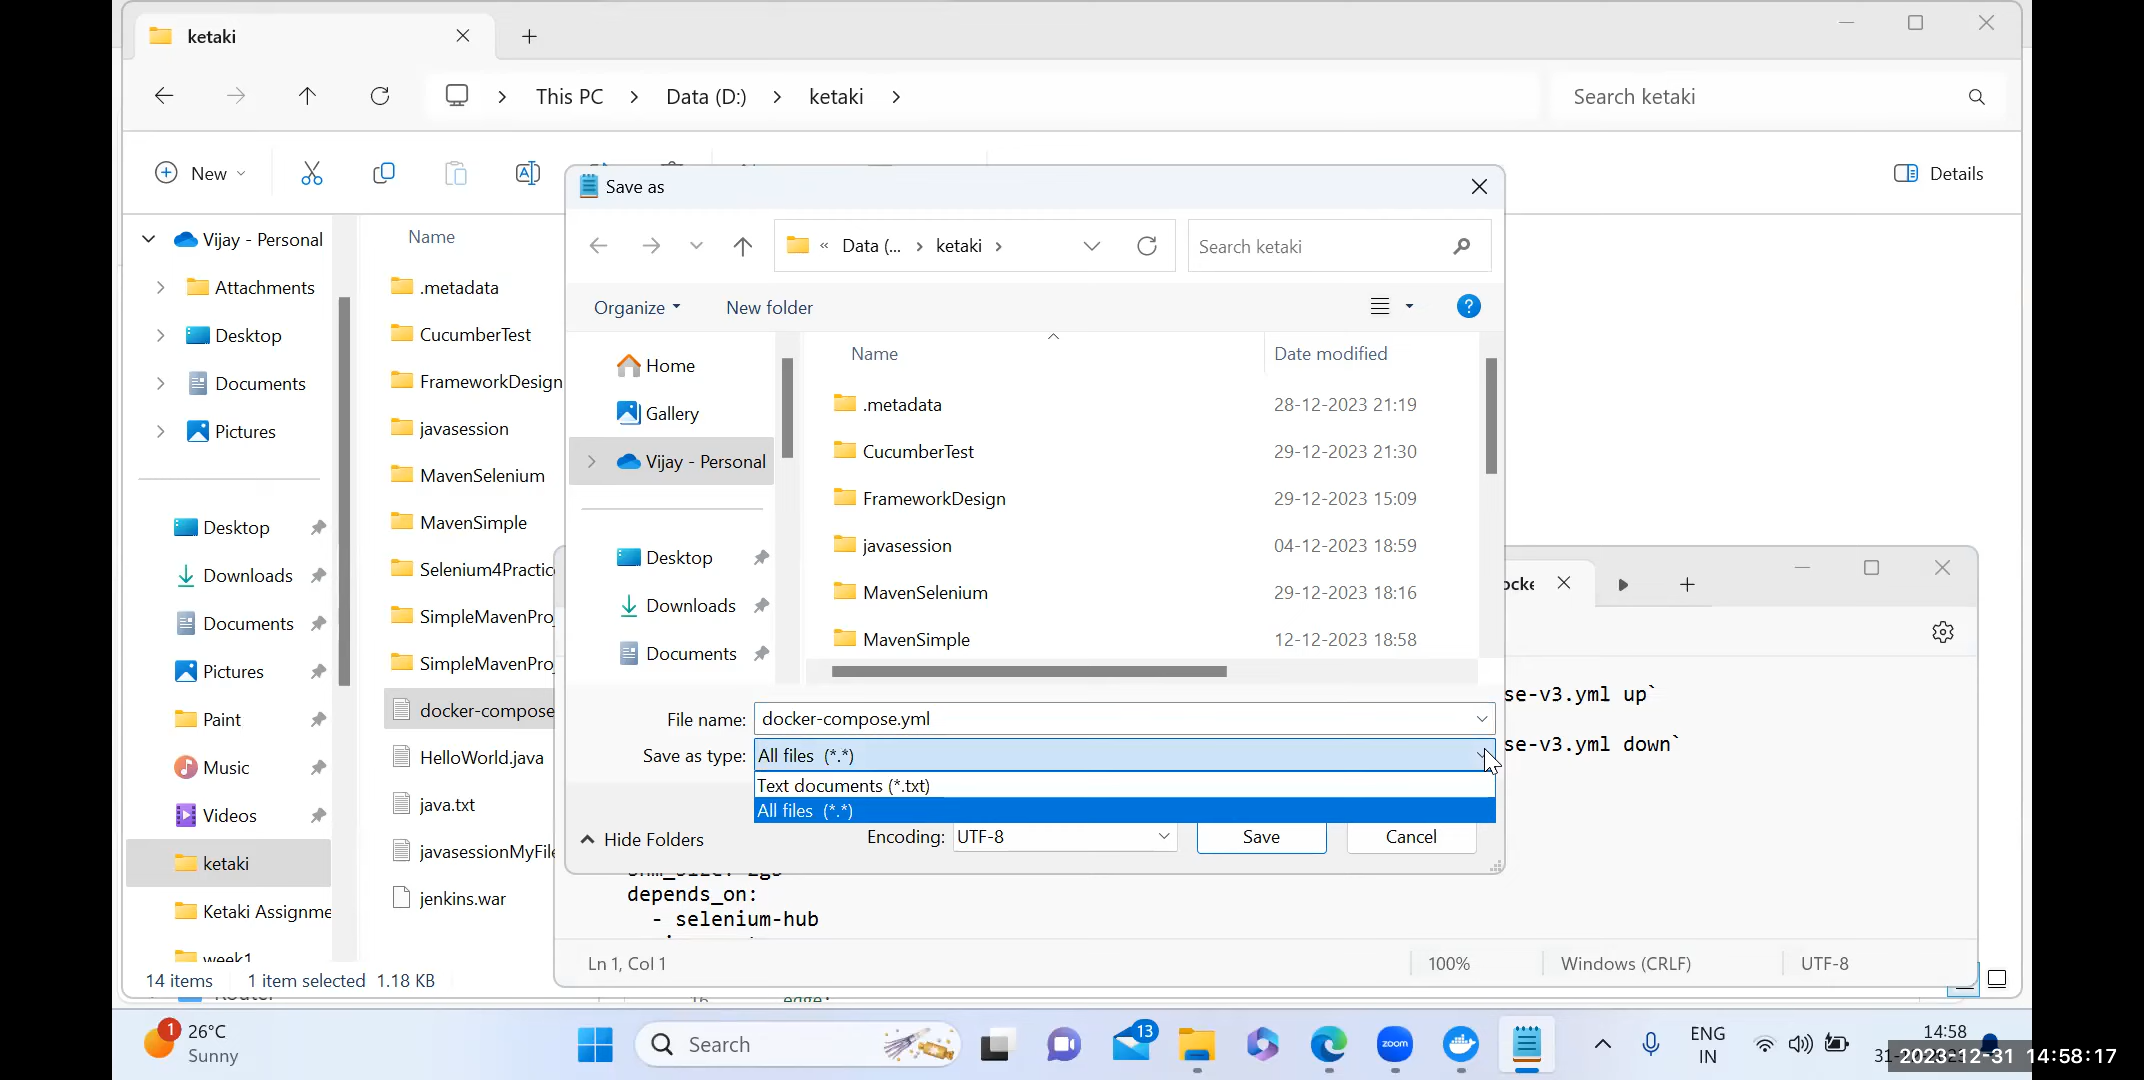 ketaki
This PC
Data (D:)
ketaki
Search ketaki
New
Details
Vijay - Personal
Attachments
Desktop
Documents
Pictures
Desktop
Downloads
Documents
Pictures
Paint
Music
Videos
ketaki
Ketaki Assignme
week1
14 items
1 item selected 1.18 KB
Name
.metadata
CucumberTest
FrameworkDesign
javasession
MavenSelenium
MavenSimple
Selenium4Practic
SimpleMavenPro
SimpleMavenPro
docker-compose
HelloWorld.java
java.txt
javasessionMyFile
jenkins.war
Save as
Data (...
ketaki
Search ketaki
Organize
New folder
Home
Gallery
Vijay - Personal
Desktop
Downloads
Documents
Name Date modified
.metadata 28-12-2023 21:19
CucumberTest 29-12-2023 21:30
FrameworkDesign 29-12-2023 15:09
javasession 04-12-2023 18:59
MavenSelenium 29-12-2023 18:16
MavenSimple 12-12-2023 18:58
File name: docker-compose.yml
Save as type: All files (*.*)
Text documents (*.txt)
All files (*.*)
Hide Folders
Encoding: UTF-8
Save
Cancel
ocke
se-v3.yml up`
se-v3.yml down`
depends_on:
- selenium-hub
Ln 1, Col 1
100%
Windows (CRLF)
UTF-8
1
26°C
Sunny
Search
13
zoom
ENG
IN
14:58
2023-12-31 14:58:17